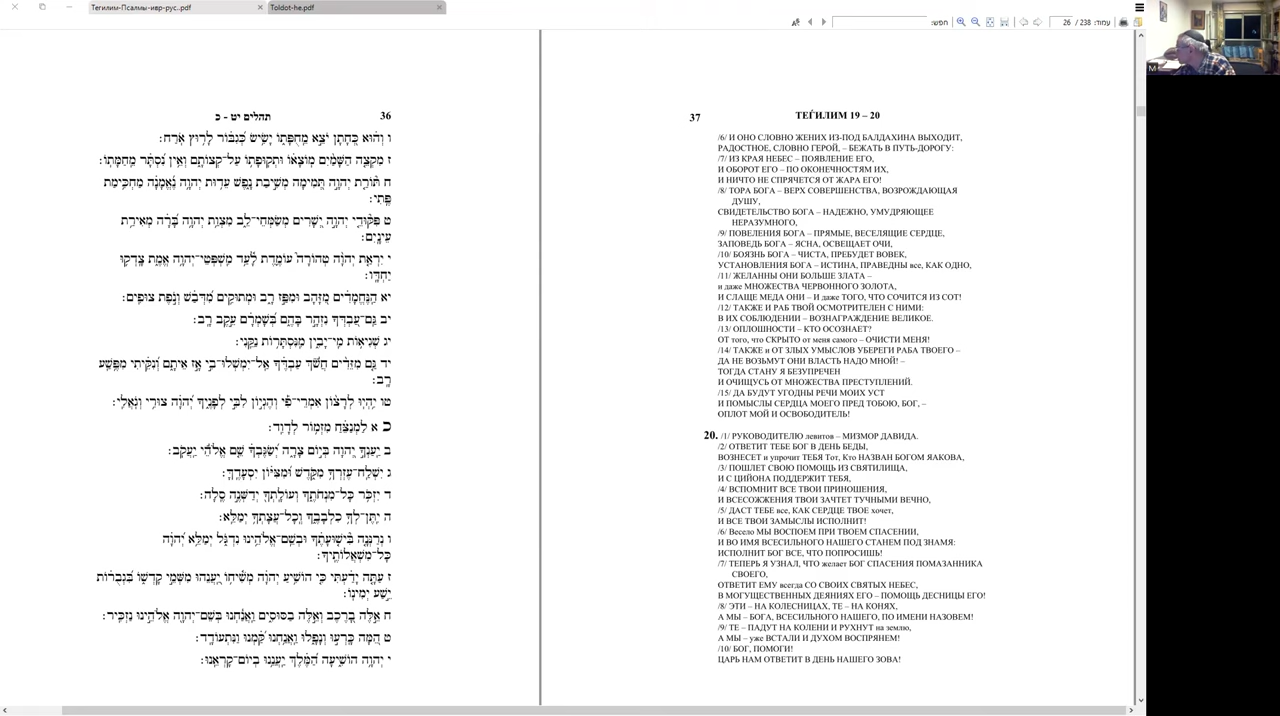 Тегилим-Псалмы-ивр-рус..pdf
Toldot-he.pdf
חפש:
עמוד: 26 / 238
36
תהלים יט - כ
ו וְהוּא כְּחָתָן יֹצֵא מֵחֻפָּתוֹ יָשִׂישׂ כְּגִבּוֹר לָרוּץ אֹרַח:
ז מִקְצֵה הַשָּׁמַיִם מוֹצָאוֹ וּתְקוּפָתוֹ עַל־קְצוֹתָם וְאֵין נִסְתָּר מֵחַמָּתוֹ:
ח תּוֹרַת יְהוָה תְּמִימָה מְשִׁיבַת נָפֶשׁ עֵדוּת יְהוָה נֶאֱמָנָה מַחְכִּימַת
פֶּתִי:
ט פִּקּוּדֵי יְהוָה יְשָׁרִים מְשַׂמְּחֵי־לֵב מִצְוַת יְהוָה בָּרָה מְאִירַת
עֵינָיִם:
י יִרְאַת יְהוָה טְהוֹרָה עוֹמֶדֶת לָעַד מִשְׁפְּטֵי־יְהוָה אֱמֶת צָדְקוּ
יַחְדָּו:
יא הַנֶּחֱמָדִים מִזָּהָב וּמִפַּז רָב וּמְתוּקִים מִדְּבַשׁ וְנֹפֶת צוּפִים:
יב גַּם־עַבְדְּךָ נִזְהָר בָּהֶם בְּשָׁמְרָם עֵקֶב רָב:
יג שְׁגִיאוֹת מִי־יָבִין מִנִּסְתָּרוֹת נַקֵּנִי:
יד גַּם מִזֵּדִים חֲשֹׂךְ עַבְדֶּךָ אַל־יִמְשְׁלוּ־בִי אָז אֵיתָם וְנִקֵּיתִי מִפֶּשַׁע
רָב:
טו יִהְיוּ לְרָצוֹן אִמְרֵי־פִי וְהֶגְיוֹן לִבִּי לְפָנֶיךָ יְהוָה צוּרִי וְגֹאֲלִי:
כ א לַמְנַצֵּחַ מִזְמוֹר לְדָוִד:
ב יַעַנְךָ יְהוָה בְּיוֹם צָרָה יְשַׂגֶּבְךָ שֵׁם אֱלֹהֵי יַעֲקֹב:
ג יִשְׁלַח־עֶזְרְךָ מִקֹּדֶשׁ וּמִצִּיּוֹן יִסְעָדֶךָּ:
ד יִזְכֹּר כָּל־מִנְחֹתֶךָ וְעוֹלָתְךָ יְדַשְּׁנֶה סֶלָה:
ה יִתֶּן־לְךָ כִלְבָבֶךָ וְכָל־עֲצָתְךָ יְמַלֵּא:
ו נְרַנְּנָה בִּישׁוּעָתֶךָ וּבְשֵׁם־אֱלֹהֵינוּ נִדְגֹּל יְמַלֵּא יְהוָה
כָּל־מִשְׁאֲלוֹתֶיךָ:
ז עַתָּה יָדַעְתִּי כִּי הוֹשִׁיעַ יְהוָה מְשִׁיחוֹ יַעֲנֵהוּ מִשְּׁמֵי קָדְשׁוֹ בִּגְבֻרוֹת
יֵשַׁע יְמִינוֹ:
ח אֵלֶּה בָרֶכֶב וְאֵלֶּה בַסּוּסִים וַאֲנַחְנוּ בְּשֵׁם־יְהוָה אֱלֹהֵינוּ נַזְכִּיר:
ט הֵמָּה כָּרְעוּ וְנָפָלוּ וַאֲנַחְנוּ קַּמְנוּ וַנִּתְעוֹדָד:
י יְהוָה הוֹשִׁיעָה הַמֶּלֶךְ יַעֲנֵנוּ בְיוֹם־קָרְאֵנוּ:
37
ТЕГИЛИМ 19 – 20
/6/ И ОНО СЛОВНО ЖЕНИХ ИЗ-ПОД БАЛДАХИНА ВЫХОДИТ,
РАДОСТНОЕ, СЛОВНО ГЕРОЙ, – БЕЖАТЬ В ПУТЬ-ДОРОГУ:
/7/ ИЗ КРАЯ НЕБЕС – ПОЯВЛЕНИЕ ЕГО,
И ОБОРОТ ЕГО – ПО ОКОНЕЧНОСТЯМ ИХ,
И НИЧТО НЕ СПРЯЧЕТСЯ ОТ ЖАРА ЕГО!
/8/ ТОРА БОГА – ВЕРХ СОВЕРШЕНСТВА, ВОЗРОЖДАЮЩАЯ
ДУШУ,
СВИДЕТЕЛЬСТВО БОГА – НАДЕЖНО, УМУДРЯЮЩЕЕ
НЕРАЗУМНОГО,
/9/ ПОВЕЛЕНИЯ БОГА – ПРЯМЫЕ, ВЕСЕЛЯЩИЕ СЕРДЦЕ,
ЗАПОВЕДЬ БОГА – ЯСНА, ОСВЕЩАЕТ ОЧИ,
/10/ БОЯЗНЬ БОГА – ЧИСТА, ПРЕБУДЕТ ВОВЕК,
УСТАНОВЛЕНИЯ БОГА – ИСТИНА, ПРАВЕДНЫ все, КАК ОДНО,
/11/ ЖЕЛАННЫ ОНИ БОЛЬШЕ ЗЛАТА –
и даже МНОЖЕСТВА ЧЕРВОННОГО ЗОЛОТА,
И СЛАЩЕ МЕДА ОНИ – И даже ТОГО, ЧТО СОЧИТСЯ ИЗ СОТ!
/12/ ТАКЖЕ И РАБ ТВОЙ ОСМОТРИТЕЛЕН С НИМИ:
В ИХ СОБЛЮДЕНИИ – ВОЗНАГРАЖДЕНИЕ ВЕЛИКОЕ.
/13/ ОПЛОШНОСТИ – КТО ОСОЗНАЕТ?
ОТ того, что СКРЫТО от меня самого – ОЧИСТИ МЕНЯ!
/14/ ТАКЖЕ и ОТ ЗЛЫХ УМЫСЛОВ УБЕРЕГИ РАБА ТВОЕГО –
ДА НЕ ВОЗЬМУТ ОНИ ВЛАСТЬ НАДО МНОЙ! –
ТОГДА СТАНУ Я БЕЗУПРЕЧЕН
И ОЧИЩУСЬ ОТ МНОЖЕСТВА ПРЕСТУПЛЕНИЙ.
/15/ ДА БУДУТ УГОДНЫ РЕЧИ МОИХ УСТ
И ПОМЫСЛЫ СЕРДЦА МОЕГО ПРЕД ТОБОЮ, БОГ, –
ОПЛОТ МОЙ И ОСВОБОДИТЕЛЬ!
20. /1/ РУКОВОДИТЕЛЮ левитов – МИЗМОР ДАВИДА.
/2/ ОТВЕТИТ ТЕБЕ БОГ В ДЕНЬ БЕДЫ,
ВОЗНЕСЕТ и упрочит ТЕБЯ Тот, Кто НАЗВАН БОГОМ ЯАКОВА,
/3/ ПОШЛЕТ СВОЮ ПОМОЩЬ ИЗ СВЯТИЛИЩА,
И С ЦИЙОНА ПОДДЕРЖИТ ТЕБЯ,
/4/ ВСПОМНИТ ВСЕ ТВОИ ПРИНОШЕНИЯ,
И ВСЕСОЖЖЕНИЯ ТВОИ ЗАЧТЕТ ТУЧНЫМИ ВЕЧНО,
/5/ ДАСТ ТЕБЕ все, КАК СЕРДЦЕ ТВОЕ хочет,
И ВСЕ ТВОИ ЗАМЫСЛЫ ИСПОЛНИТ!
/6/ Весело МЫ ВОСПОЕМ ПРИ ТВОЕМ СПАСЕНИИ,
И ВО ИМЯ ВСЕСИЛЬНОГО НАШЕГО СТАНЕМ ПОД ЗНАМЯ:
ИСПОЛНИТ БОГ ВСЕ, ЧТО ПОПРОСИШЬ!
/7/ ТЕПЕРЬ Я УЗНАЛ, ЧТО желает БОГ СПАСЕНИЯ ПОМАЗАННИКА
СВОЕГО,
ОТВЕТИТ ЕМУ всегда СО СВОИХ СВЯТЫХ НЕБЕС,
В МОГУЩЕСТВЕННЫХ ДЕЯНИЯХ ЕГО – ПОМОЩЬ ДЕСНИЦЫ ЕГО!
/8/ ЭТИ – НА КОЛЕСНИЦАХ, ТЕ – НА КОНЯХ,
А МЫ – БОГА, ВСЕСИЛЬНОГО НАШЕГО, ПО ИМЕНИ НАЗОВЕМ!
/9/ ТЕ – ПАДУТ НА КОЛЕНИ И РУХНУТ на землю,
А МЫ – уже ВСТАЛИ И ДУХОМ ВОСПРЯНЕМ!
/10/ БОГ, ПОМОГИ!
ЦАРЬ НАМ ОТВЕТИТ В ДЕНЬ НАШЕГО ЗОВА!